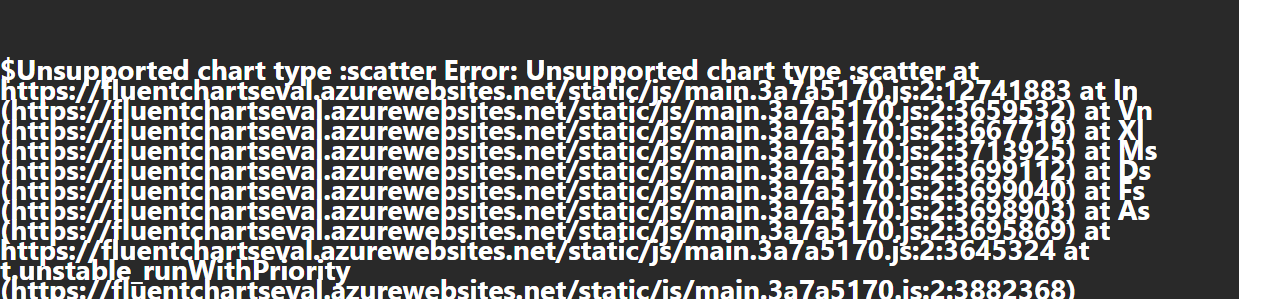 $Unsupported chart type :scatter Error: Unsupported chart type :scatter at
https://fluentchartseval.azurewebsites.net/static/js/main.3a7a5170.js:2:12741883 at ln
(https://fluentchartseval.azurewebsites.net/static/js/main.3a7a5170.js:2:3659532) at Vn
(https://fluentchartseval.azurewebsites.net/static/js/main.3a7a5170.js:2:3667719) at Xl
(https://fluentchartseval.azurewebsites.net/static/js/main.3a7a5170.js:2:3713925) at Ms
(https://fluentchartseval.azurewebsites.net/static/js/main.3a7a5170.js:2:3699112) at Ds
(https://fluentchartseval.azurewebsites.net/static/js/main.3a7a5170.js:2:3699040) at Fs
(https://fluentchartseval.azurewebsites.net/static/js/main.3a7a5170.js:2:3698903) at As
(https://fluentchartseval.azurewebsites.net/static/js/main.3a7a5170.js:2:3695869) at
https://fluentchartseval.azurewebsites.net/static/js/main.3a7a5170.js:2:3645324 at
t.unstable_runWithPriority
(https://fluentchartseval.azurewebsites.net/static/js/main.3a7a5170.js:2:3882368)